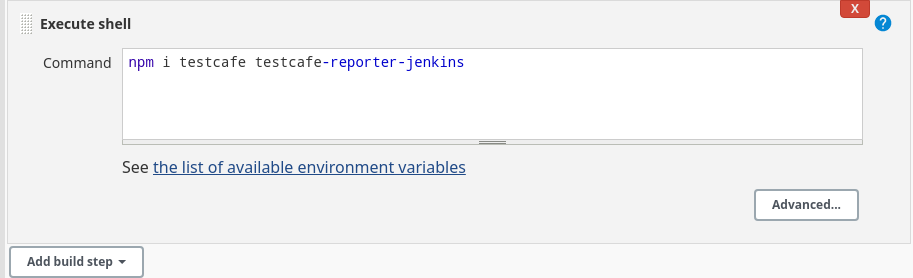 X
Execute shell
?
Command
npm i testcafe testcafe-reporter-jenkins
See the list of available environment variables
Advanced...
Add build step